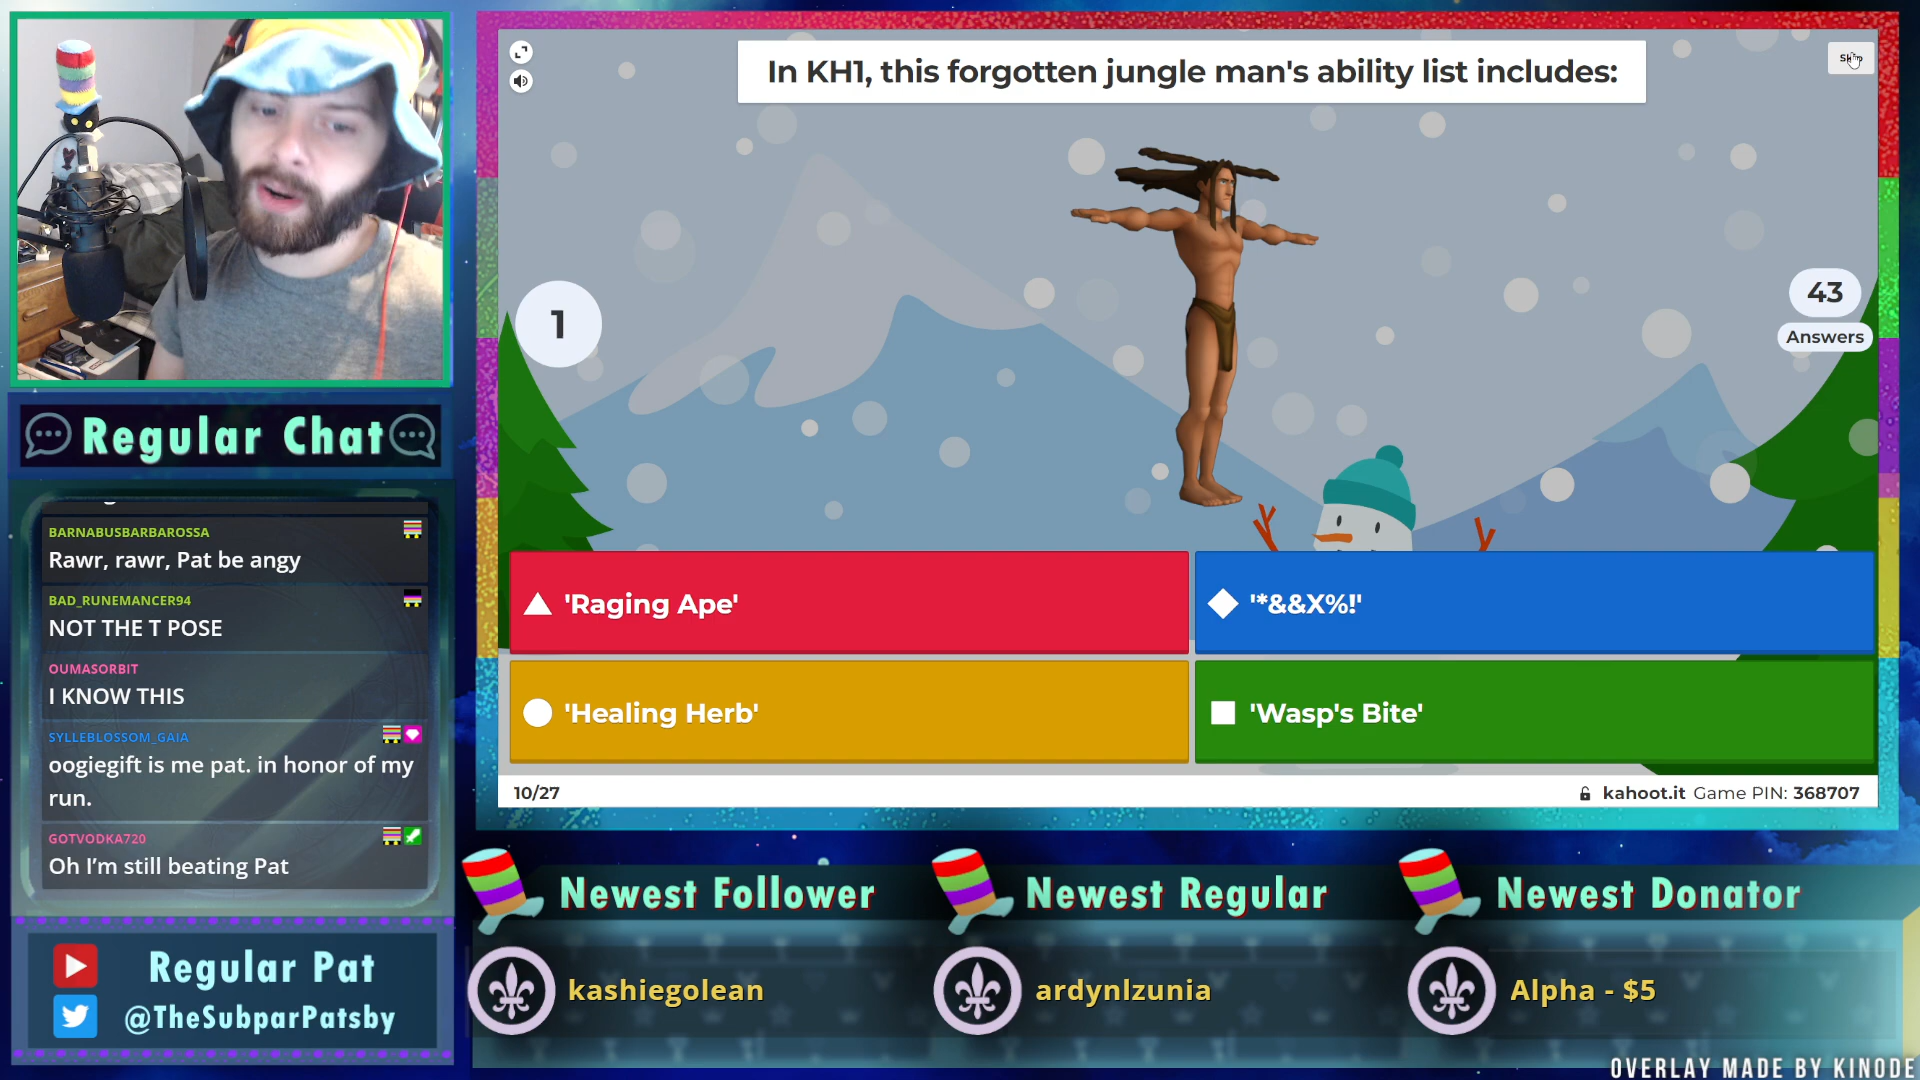 In KH1, this forgotten jungle man's ability list includes:
1
43
Answers
'Raging Ape'
'*&&X%!'
'Healing Herb'
'Wasp's Bite'
10/27
kahoot.it Game PIN: 368707
Regular Chat
BARNABUSBARBAROSSA
Rawr, rawr, Pat be angy
BAD_RUNEMANCER94
NOT THE T POSE
OUMASORBIT
I KNOW THIS
SYLLEBLOSSOM_GAIA
oogiegift is me pat. in honor of my
run.
GOTVODKA720
Oh I'm still beating Pat
Regular Pat
@TheSubparPatsby
Newest Follower
kashiegolean
Newest Regular
ardynlzunia
Newest Donator
Alpha - $5
OVERLAY MADE BY KINODE